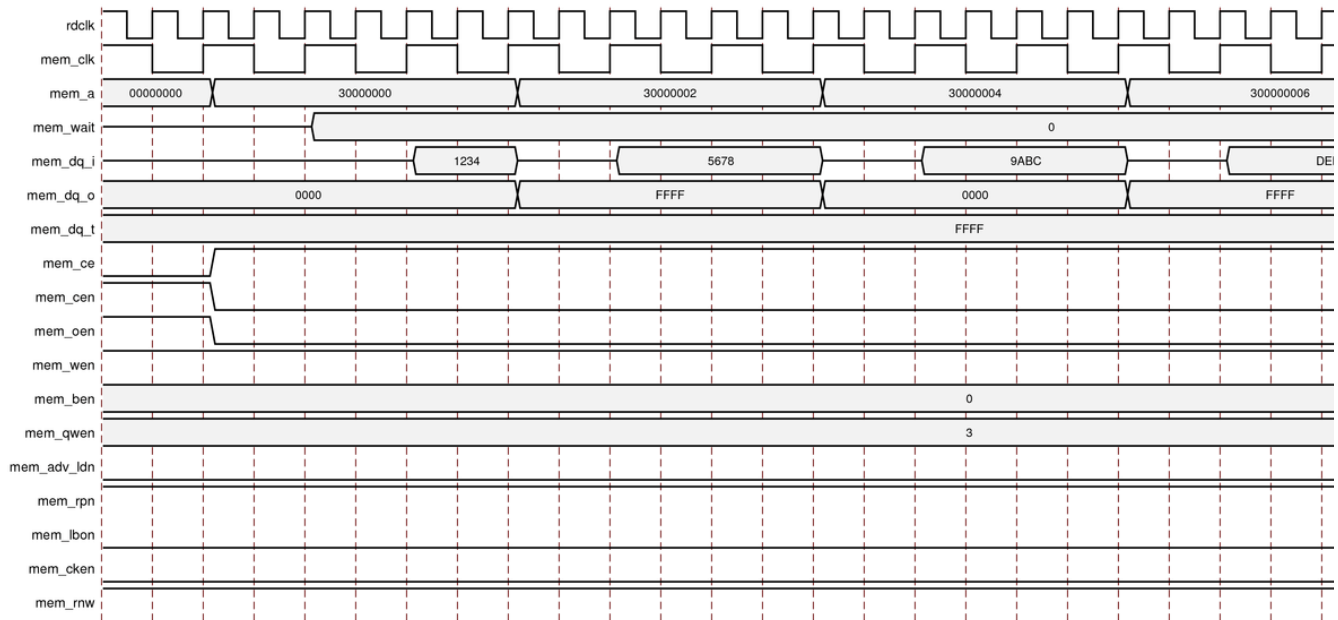 rdclk
mem_clk
mem_a 00000000 30000000 30000002 30000004 300000006
mem_wait 0
mem_dq_i 1234 5678 9ABC
mem_dq_o 0000 FFFF 0000 FFFF
mem_dq_t FFFF
mem_ce
mem_cen
mem_oen
mem_wen
mem_ben 0
mem_qwen 3
mem_adv_ldn
mem_rpn
mem_lbon
mem_cken
mem_rnw